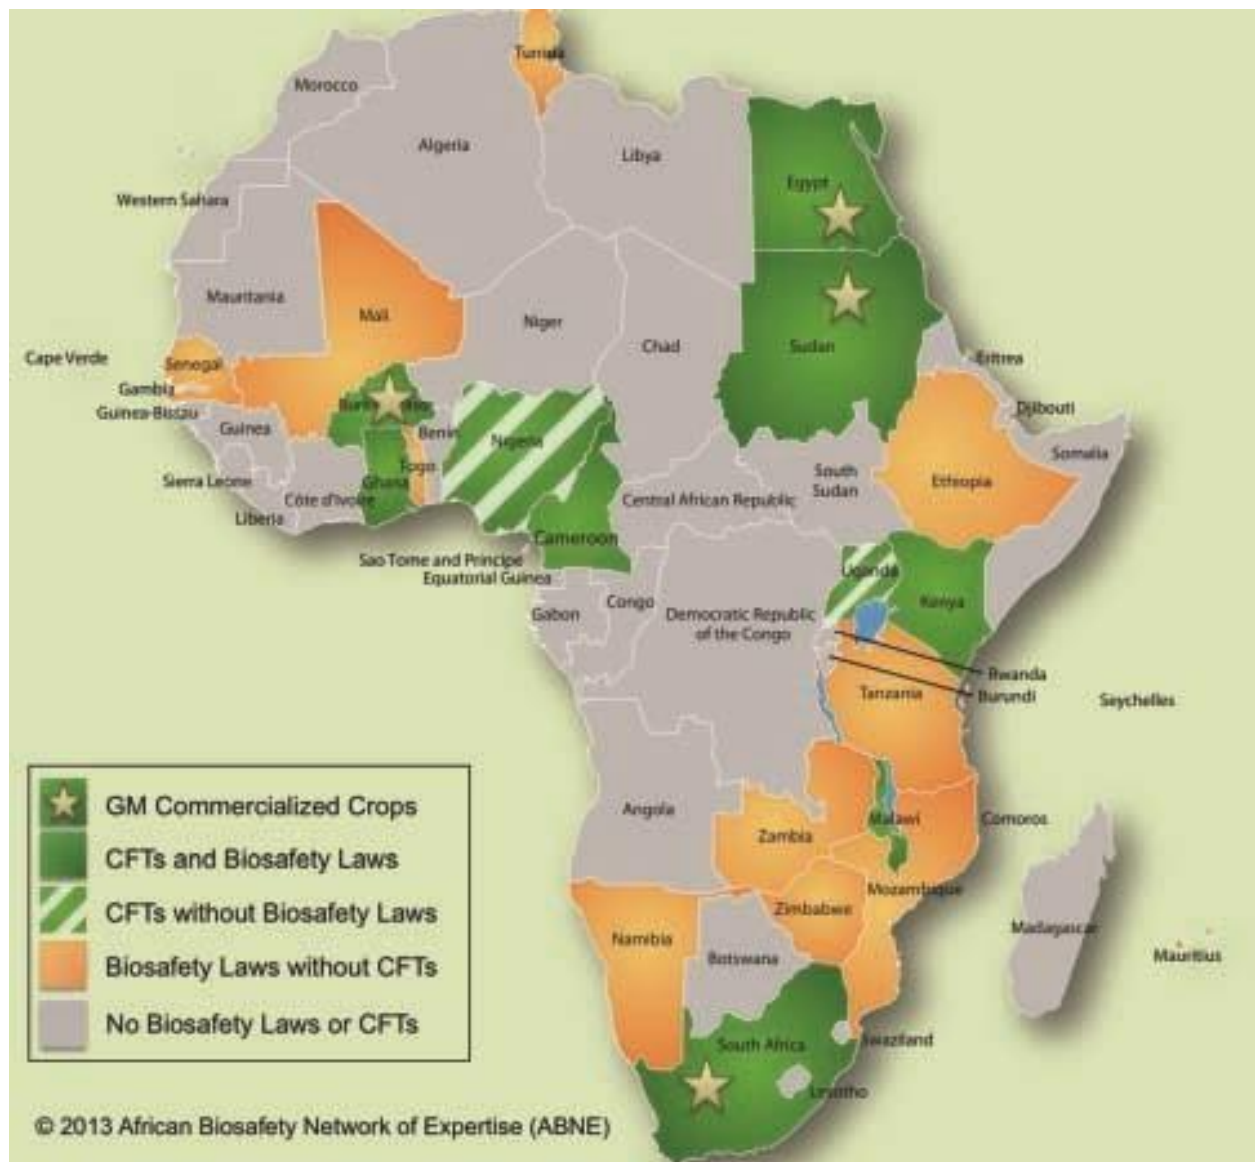 Tunisia
Morocco
Algeria
Libya
Egypt
Western Sahara
Mauritania
Mali
Niger
Chad
Sudan
Eritrea
Cape Verde
Senegal
Gambia
Guinea-Bissau
Guinea
Sierra Leone
Liberia
Côte d'Ivoire
Ghana
Togo
Benin
Nigeria
Djibouti
Somalia
Ethiopia
South
Sudan
Central African Republic
Cameroon
Sao Tome and Principe
Equatorial Guinea
Gabon
Congo
Democratic Republic
of the Congo
Uganda
Kenya
Rwanda
Burundi
Tanzania
Seychelles
Angola
Zambia
Malawi
Comoros
Mozambique
Zimbabwe
Namibia
Botswana
Madagascar
Mauritius
South Africa
Swaziland
Lesotho
GM Commercialized Crops
CFTs and Biosafety Laws
CFTs without Biosafety Laws
Biosafety Laws without CFTs
No Biosafety Laws or CFTs
© 2013 African Biosafety Network of Expertise (ABNE)